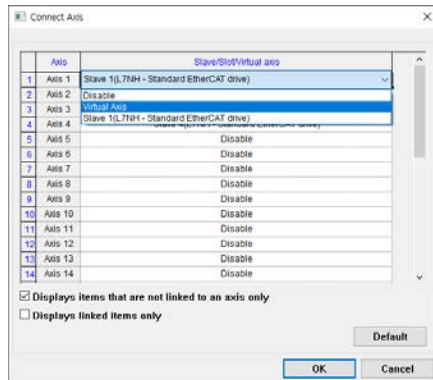 Connect Axis
Axis Slave/Slot/Virtual axis
1 Axis 1 Slave 1(L7NH - Standard EtherCAT drive)
2 Axis 2 Disable
3 Axis 3 Virtual Axis
4 Axis 4 Slave 1(L7NH - Standard EtherCAT drive)
5 Axis 5 Disable
6 Axis 6 Disable
7 Axis 7 Disable
8 Axis 8 Disable
9 Axis 9 Disable
10 Axis 10 Disable
11 Axis 11 Disable
12 Axis 12 Disable
13 Axis 13 Disable
14 Axis 14 Disable
Displays items that are not linked to an axis only
Displays linked items only
Default
OK Cancel